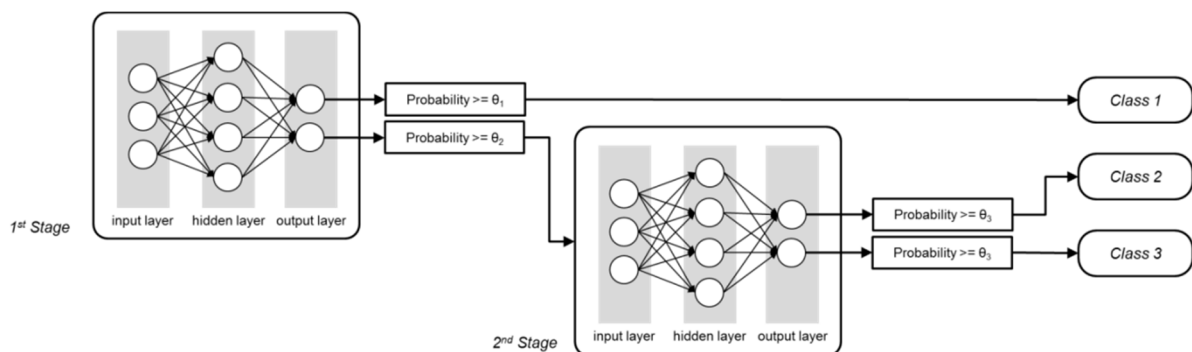 input layer hidden layer output layer
1st Stage
Probability >= θ1
Probability >= θ2
Class 1
input layer hidden layer output layer
2nd Stage
Probability >= θ3
Probability >= θ3
Class 2
Class 3